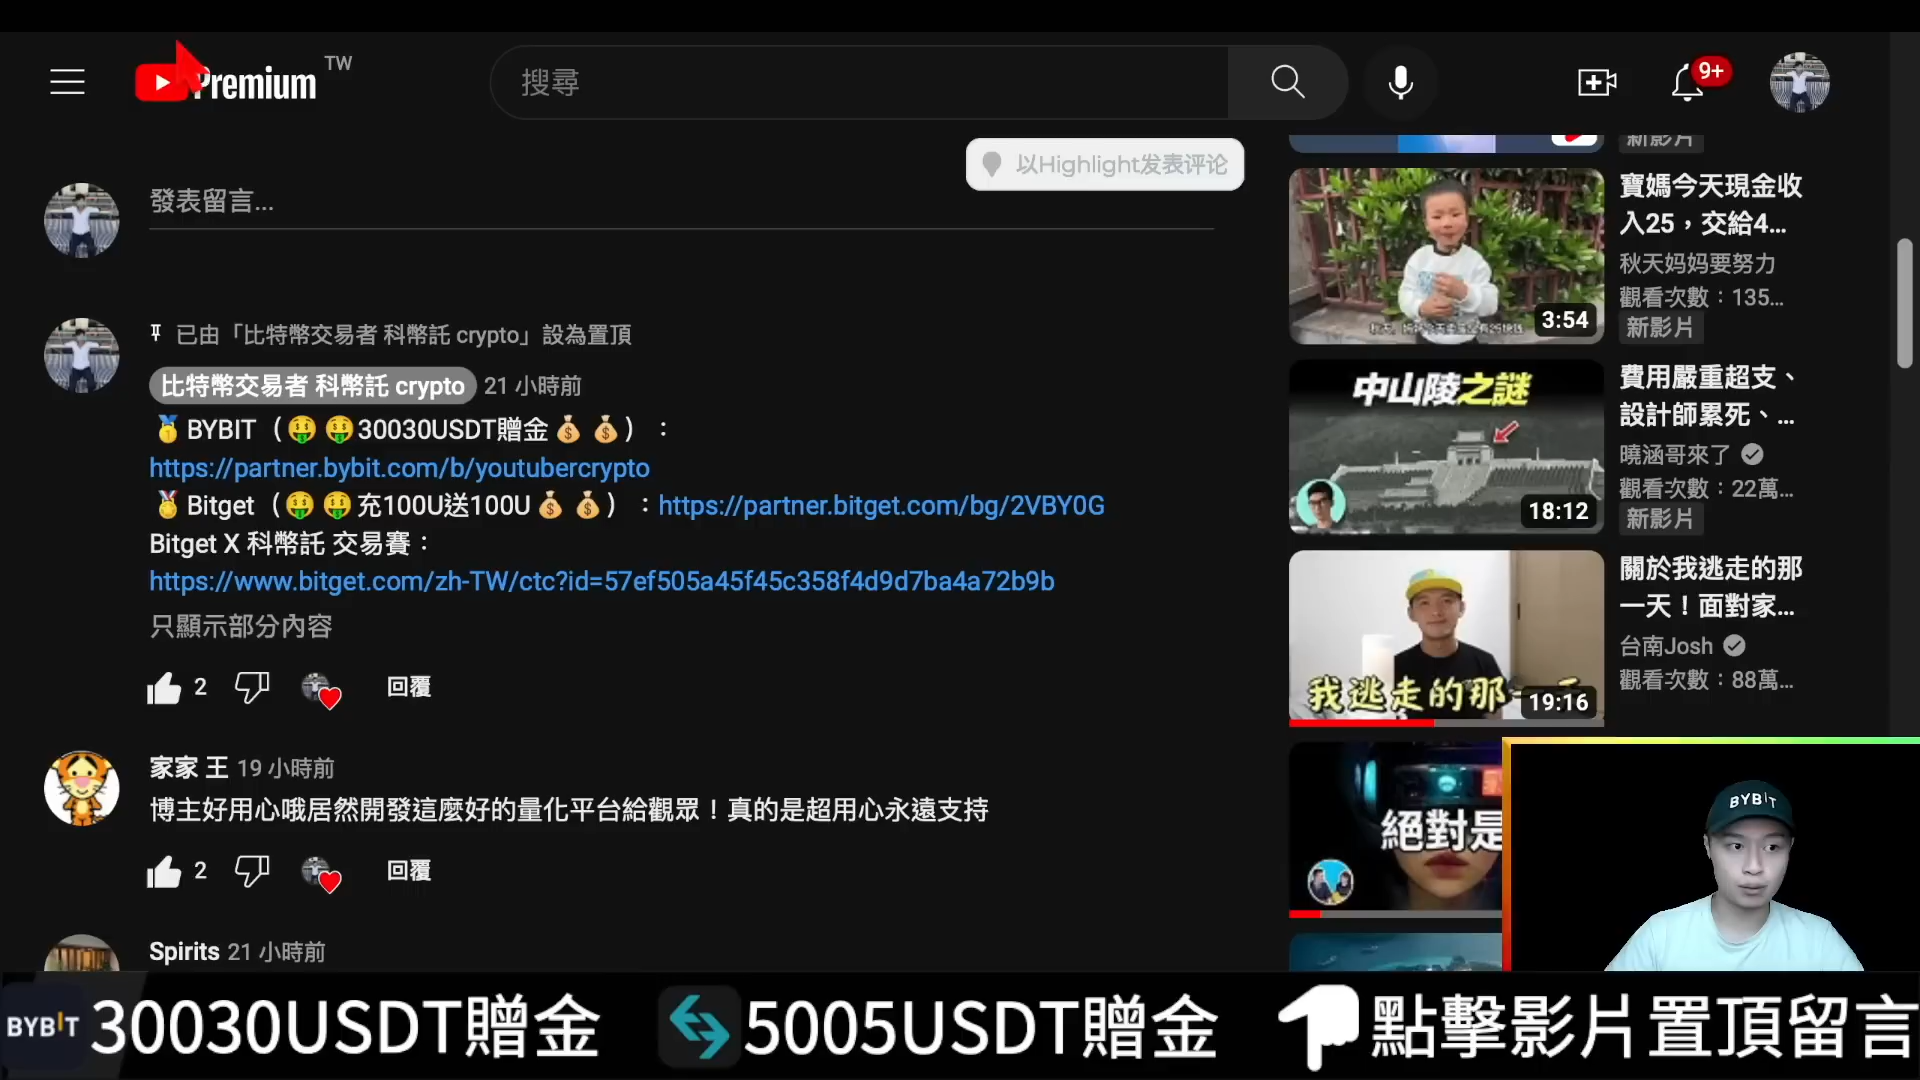 Premium TW
搜尋
9+
以Highlight发表评论
發表留言...
已由「比特幣交易者 科幣託 crypto」設為置頂
比特幣交易者 科幣託 crypto 21 小時前
🥇BYBIT（🤑 🤑30030USDT贈金💰 💰）：
https://partner.bybit.com/b/youtubercrypto
🥇Bitget（🤑 🤑充100U送100U💰 💰）：https://partner.bitget.com/bg/2VBY0G
Bitget X 科幣託 交易賽：
https://www.bitget.com/zh-TW/ctc?id=57ef505a45f45c358f4d9d7ba4a72b9b
只顯示部分內容
2 回覆
家家 王 19 小時前
博主好用心哦居然開發這麼好的量化平台給觀眾！真的是超用心永遠支持
2 回覆
Spirits 21 小時前
新影片
3:54
寶媽今天現金收
入25，交給4...
秋天妈妈要努力
觀看次數：135...
新影片
中山陵之謎
18:12
費用嚴重超支、
設計師累死、...
曉涵哥來了
觀看次數：22萬...
新影片
我逃走的那一天
19:16
關於我逃走的那
一天！面對家...
台南Josh
觀看次數：88萬...
絕對是
BYBIT
BYBIT 30030USDT贈金 5005USDT贈金 點擊影片置頂留言